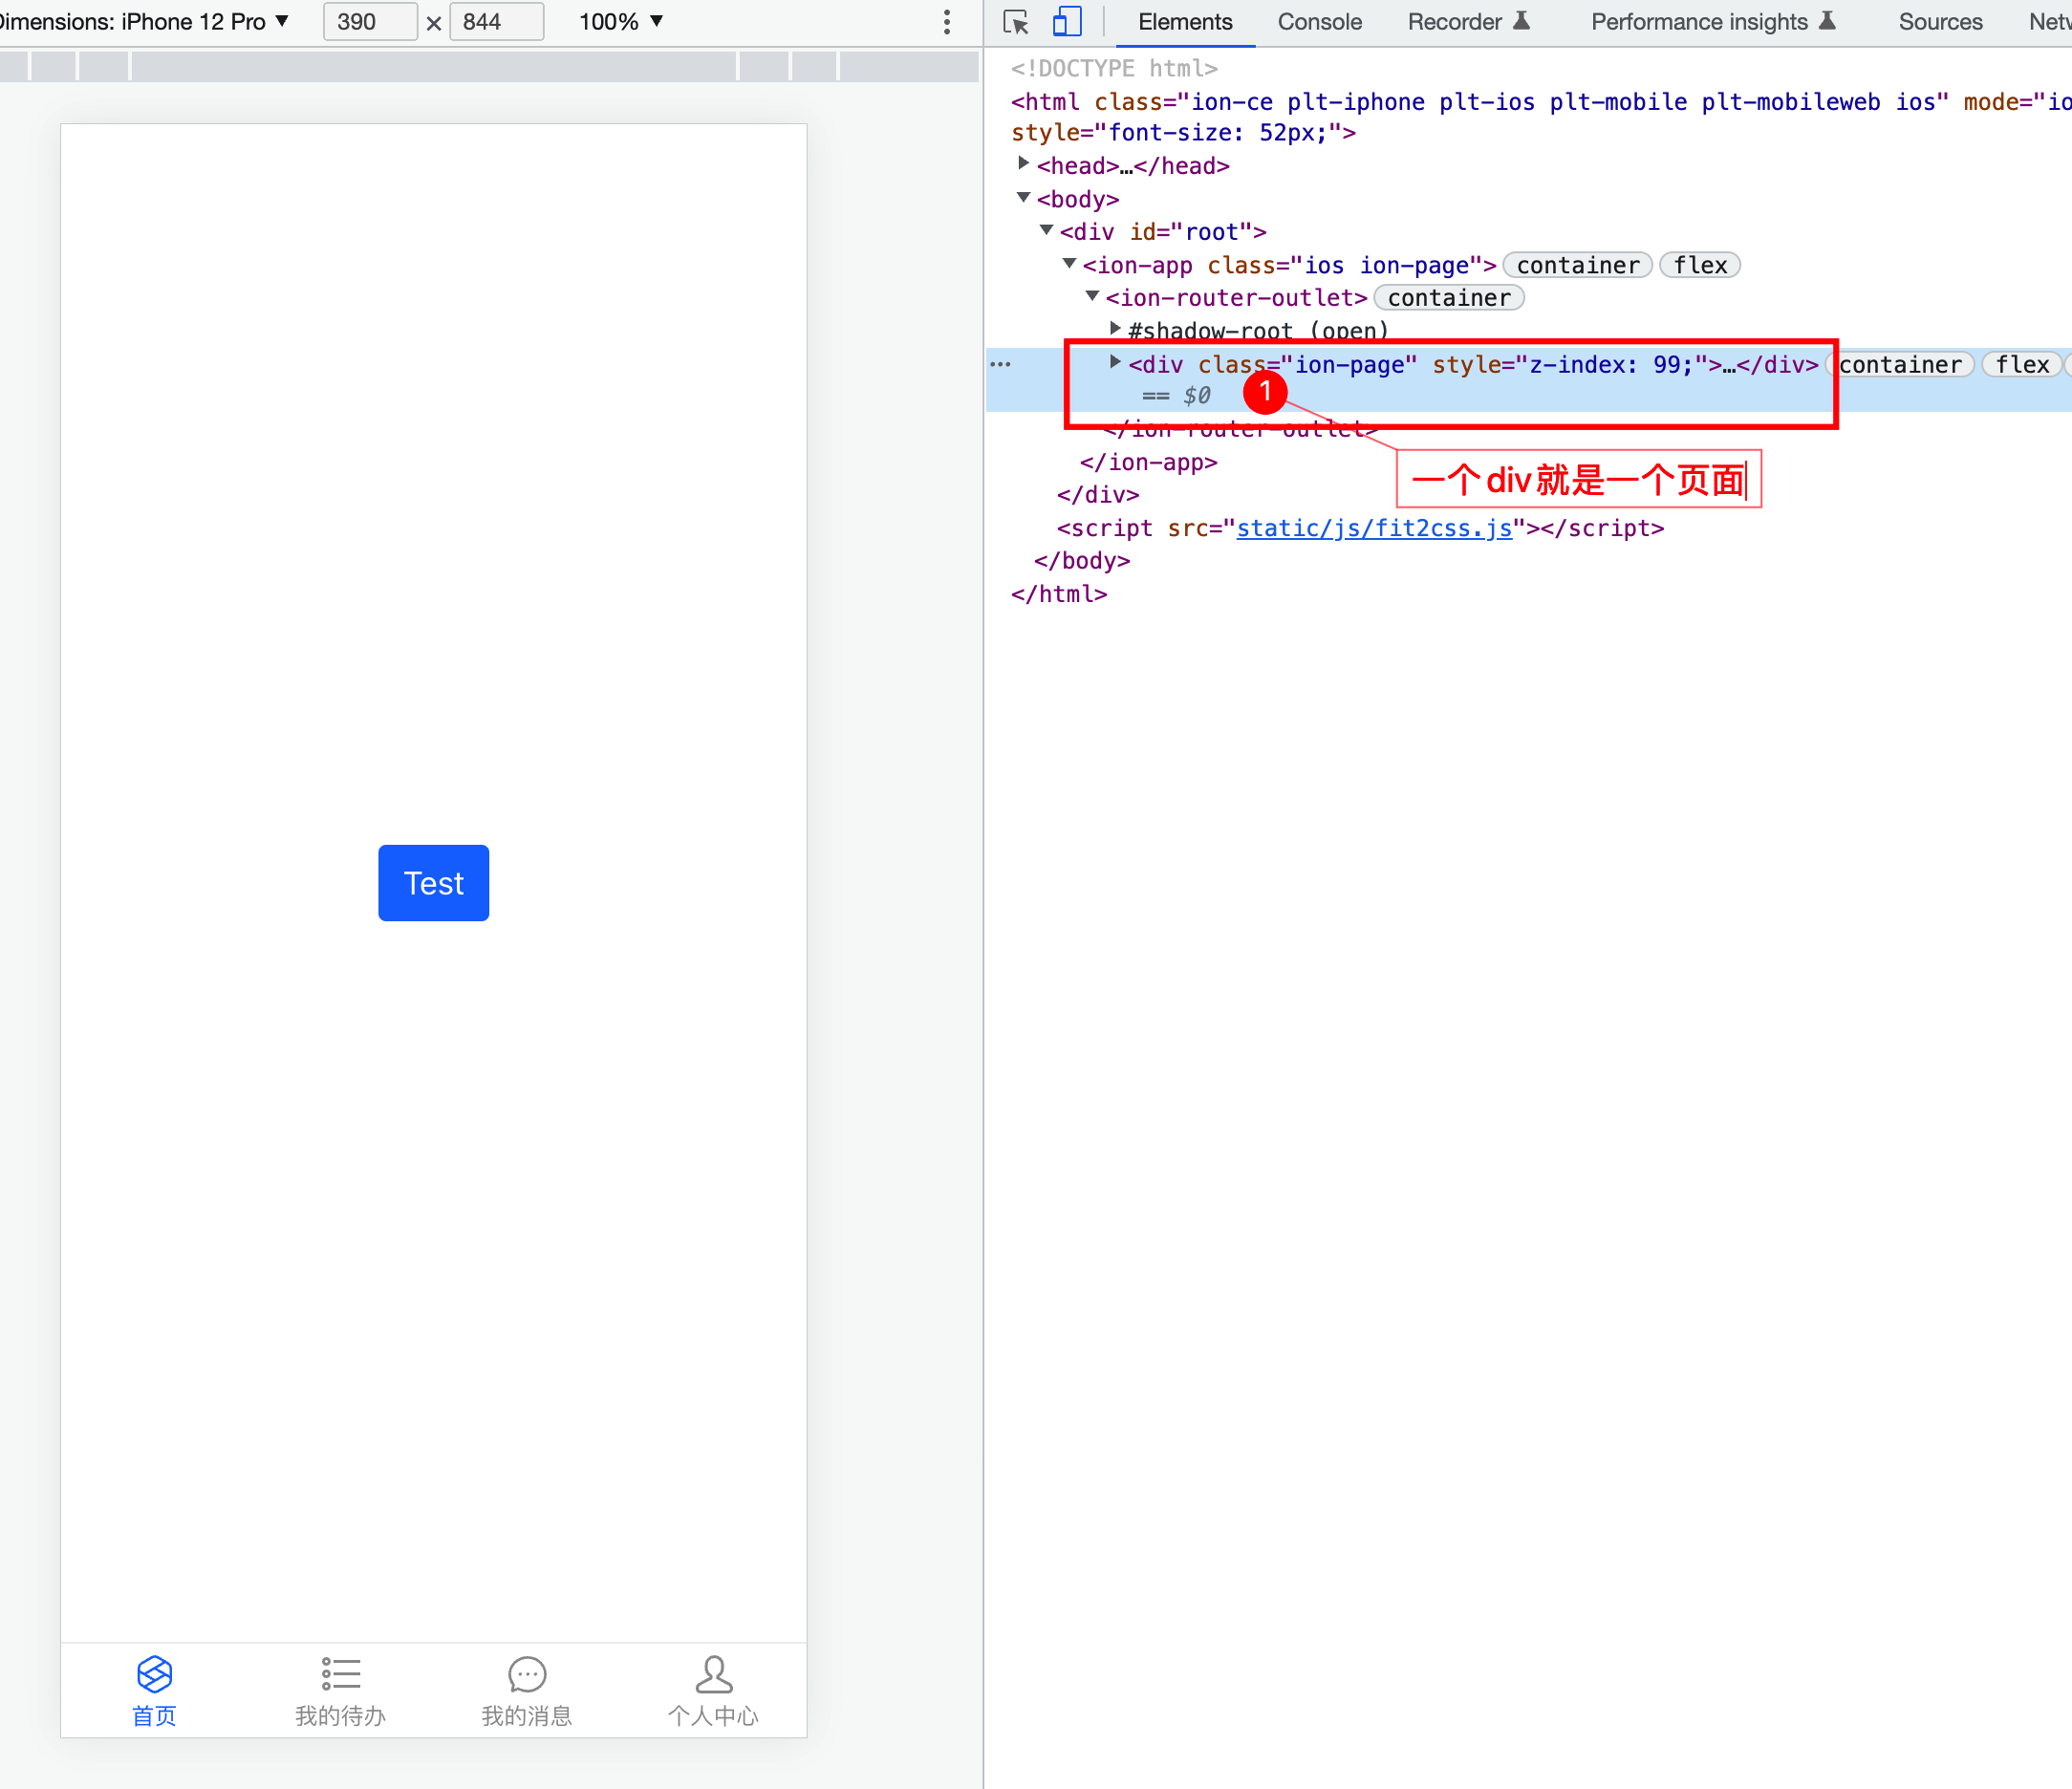 Dimensions: iPhone 12 Pro ▼ 390 × 844 100% ▼
Elements Console Recorder Performance insights Sources
<!DOCTYPE html>
<html class="ion-ce plt-iphone plt-ios plt-mobile plt-mobileweb ios" mode="io
style="font-size: 52px;">
<head>…</head>
<body>
<div id="root">
<ion-app class="ios ion-page"> container flex
<ion-router-outlet> container
#shadow-root (open)
<div class="ion-page" style="z-index: 99;">…</div> container flex
== $0
1
</ion-router-outlet>
</ion-app>
一个div就是一个页面
</div>
<script src="static/js/fit2css.js"></script>
</body>
</html>
Test
首页 我的待办 我的消息 个人中心